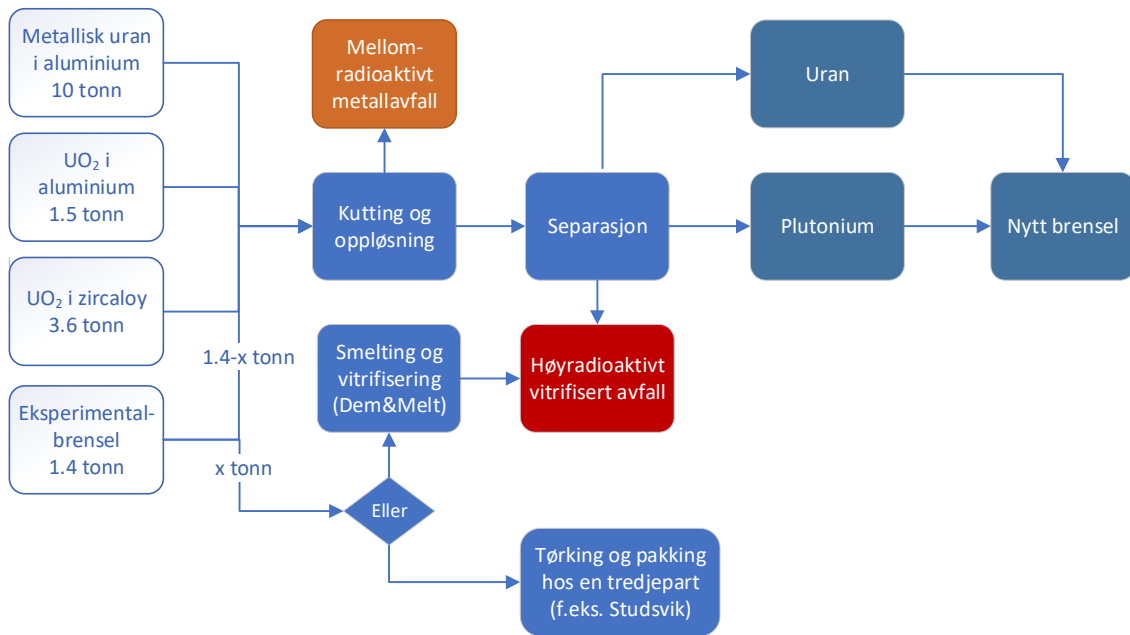 Metallisk uran
i aluminium
10 tonn
Mellom-
radioaktivt
metallavfall
Uran
UO₂ i
aluminium
1.5 tonn
Kutting og
oppløsning
Separasjon
Plutonium
Nytt brensel
UO₂ i zircaloy
3.6 tonn
1.4-x tonn
Smelting og
vitrifisering
(Dem&Melt)
Høyradioaktivt
vitrifisert avfall
Eksperimental-
brensel
1.4 tonn
x tonn
Eller
Tørking og pakking
hos en tredjepart
(f.eks. Studsvik)